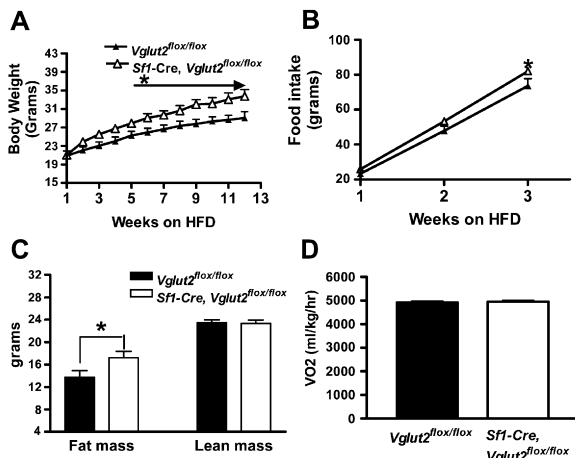 A
Vglut2flox/flox
Sf1-Cre, Vglut2flox/flox
*
Body Weight
(Grams)
43
39
35
31
27
23
19
15
1 3 5 7 9 11 13
Weeks on HFD
B
*
Food intake
(grams)
100
80
60
40
20
1 2 3
Weeks on HFD
C
Vglut2flox/flox
Sf1-Cre, Vglut2flox/flox
*
grams
24
20
16
12
8
4
Fat mass Lean mass
D
VO2 (ml/kg/hr)
6000
5000
4000
3000
2000
1000
0
Vglut2flox/flox
Sf1-Cre,
Vglut2flox/flox